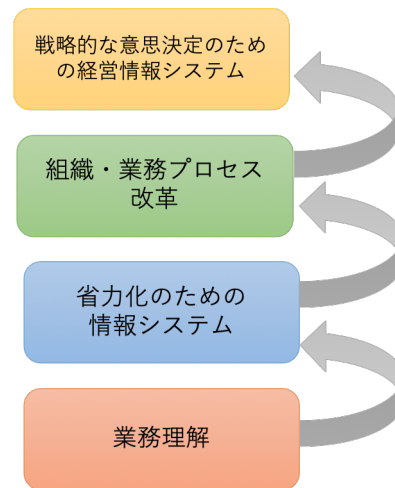 戦略的な意思決定のため
の経営情報システム
組織・業務プロセス
改革
省力化のための
情報システム
業務理解